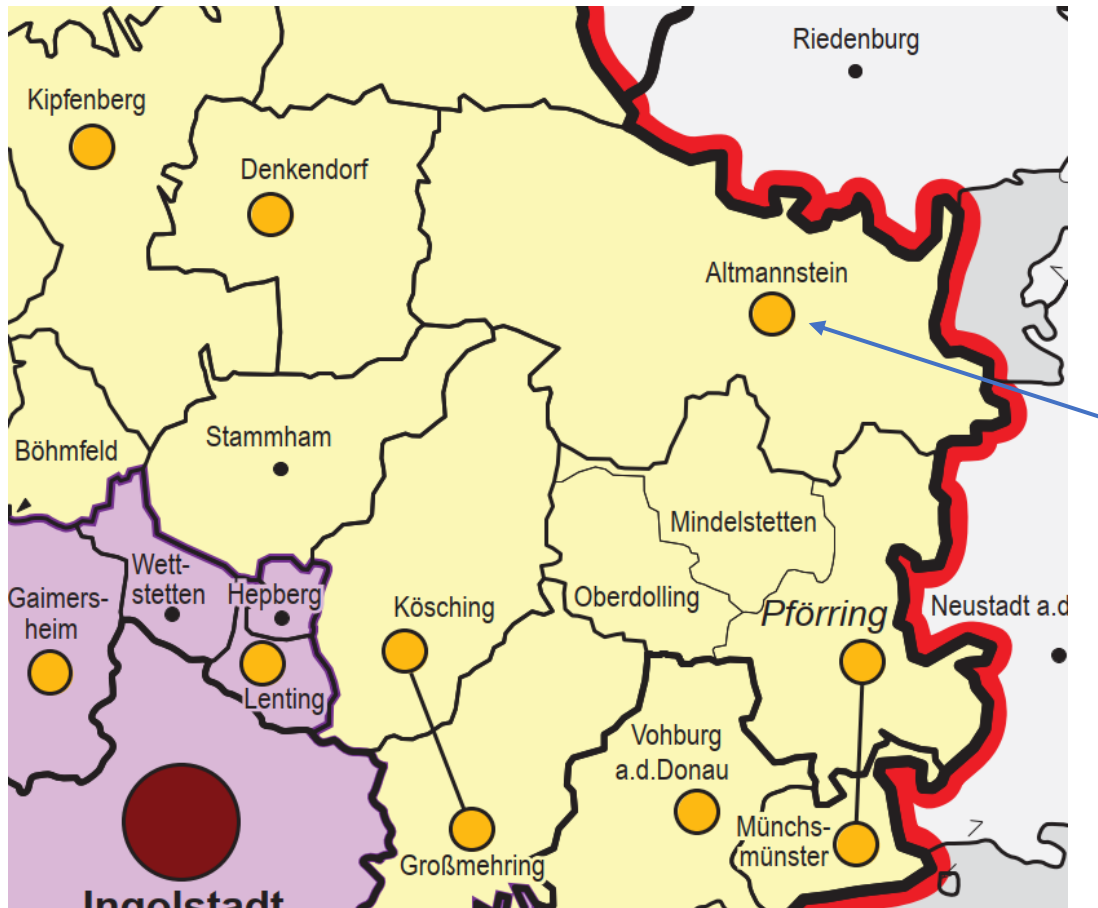 Riedenburg
Kipfenberg
Denkendorf
Altmannstein
Böhmfeld
Stammham
Mindelstetten
Wett-
stetten
Hepberg
Gaimers-
heim
Kösching
Oberdolling
Pförring
Neustadt a.d
Lenting
Vohburg
a.d.Donau
Münchs-
münster
Großmehring
Ingolstadt